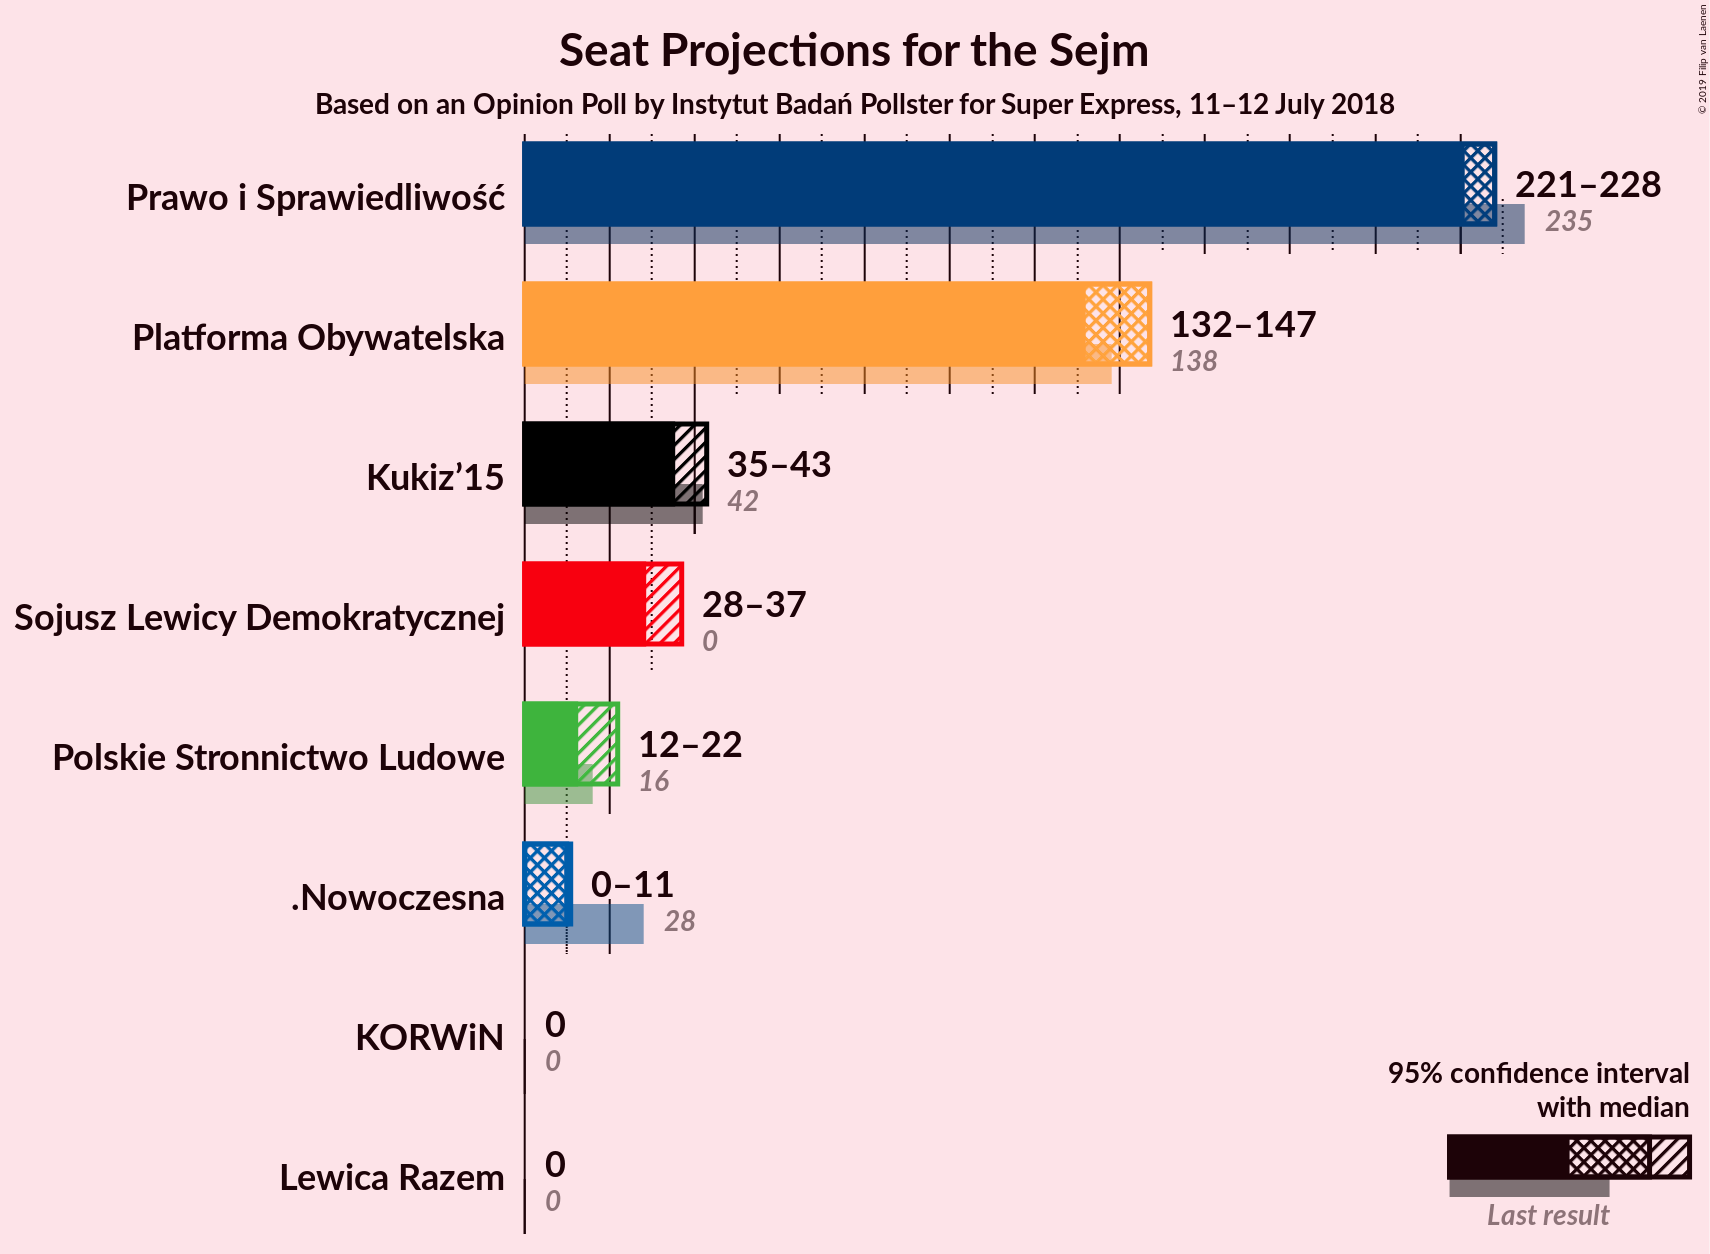 Seat Projections for the Sejm
Based on an Opinion Poll by Instytut Badań Pollster for Super Express, 11–12 July 2018
© 2019 Filip van Laenen
Prawo i Sprawiedliwość
221–228
235
Platforma Obywatelska
132–147
138
Kukiz’15
35–43
42
Sojusz Lewicy Demokratycznej
28–37
0
Polskie Stronnictwo Ludowe
12–22
16
.Nowoczesna
0–11
28
KORWiN
0
0
Lewica Razem
0
0
95% confidence interval
with median
Last result